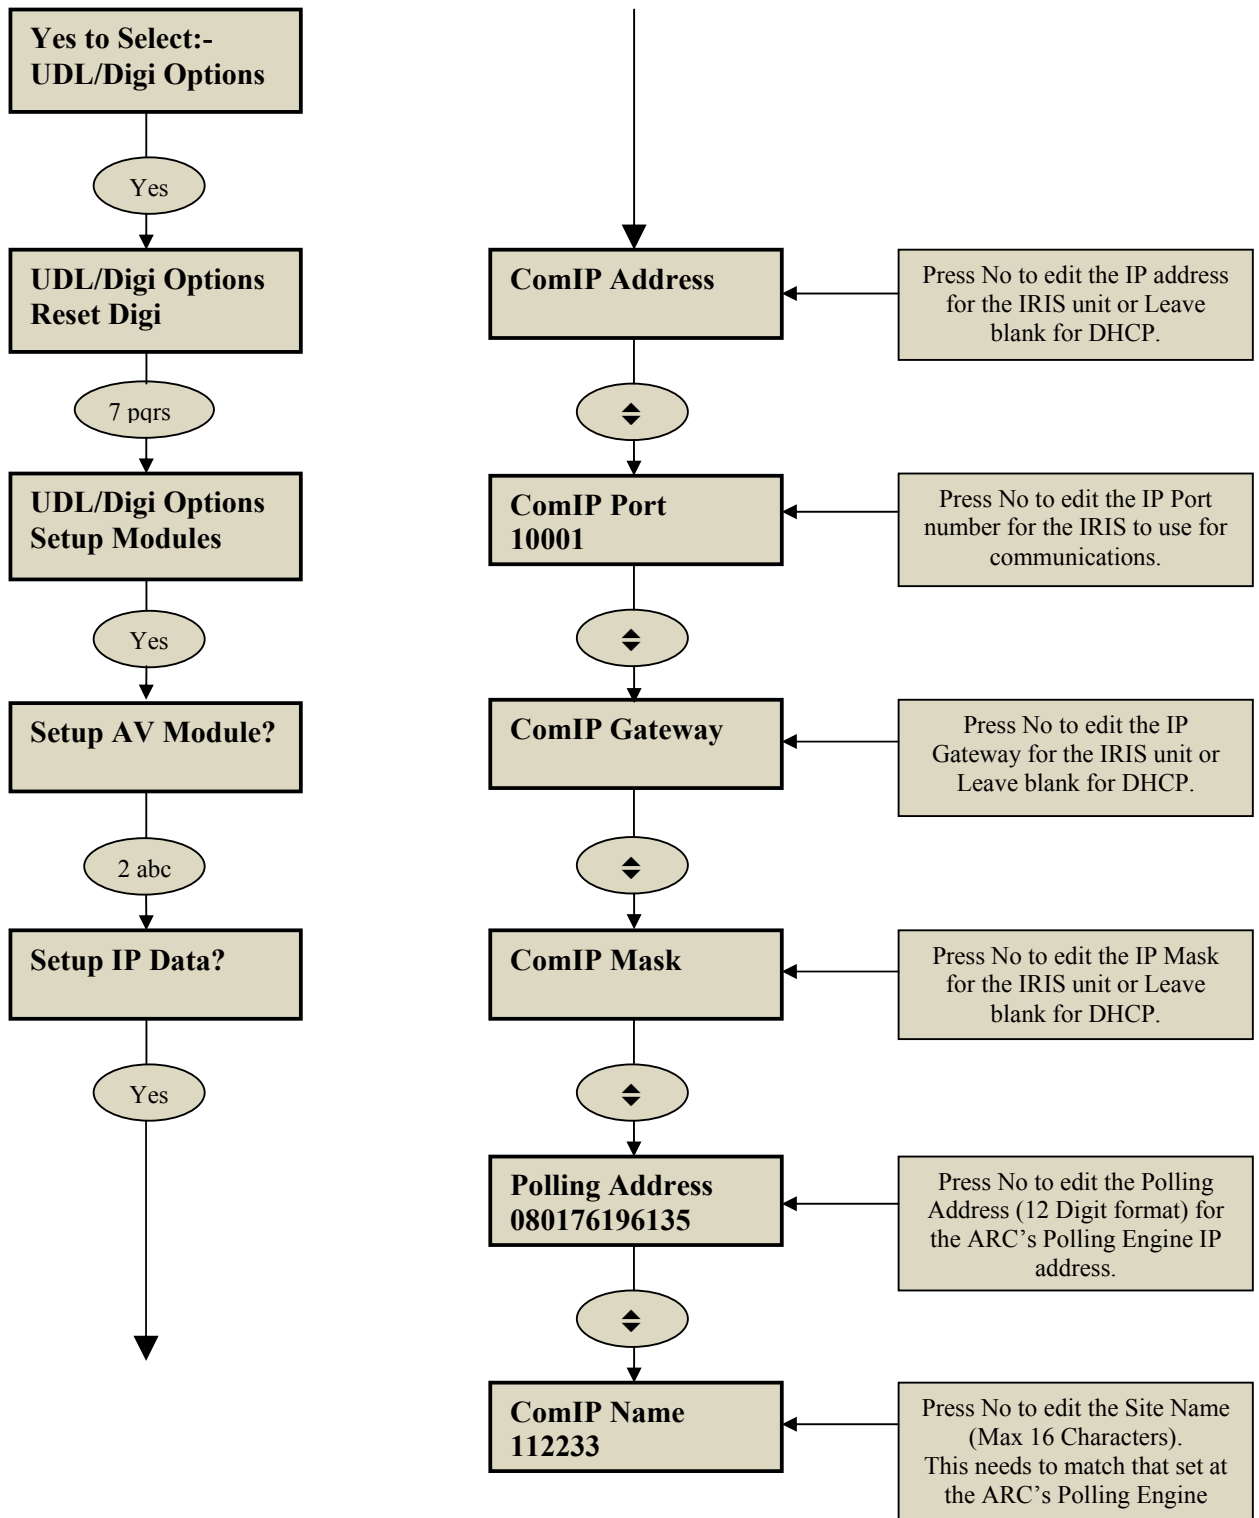 Yes to Select:-
UDL/Digi Options
Yes
UDL/Digi Options
Reset Digi
7 pqrs
UDL/Digi Options
Setup Modules
Yes
Setup AV Module?
2 abc
Setup IP Data?
Yes
ComIP Address
Press No to edit the IP address
for the IRIS unit or Leave
blank for DHCP.
ComIP Port
10001
Press No to edit the IP Port
number for the IRIS to use for
communications.
ComIP Gateway
Press No to edit the IP
Gateway for the IRIS unit or
Leave blank for DHCP.
ComIP Mask
Press No to edit the IP Mask
for the IRIS unit or Leave
blank for DHCP.
Polling Address
080176196135
Press No to edit the Polling
Address (12 Digit format) for
the ARC’s Polling Engine IP
address.
ComIP Name
112233
Press No to edit the Site Name
(Max 16 Characters).
This needs to match that set at
the ARC’s Polling Engine